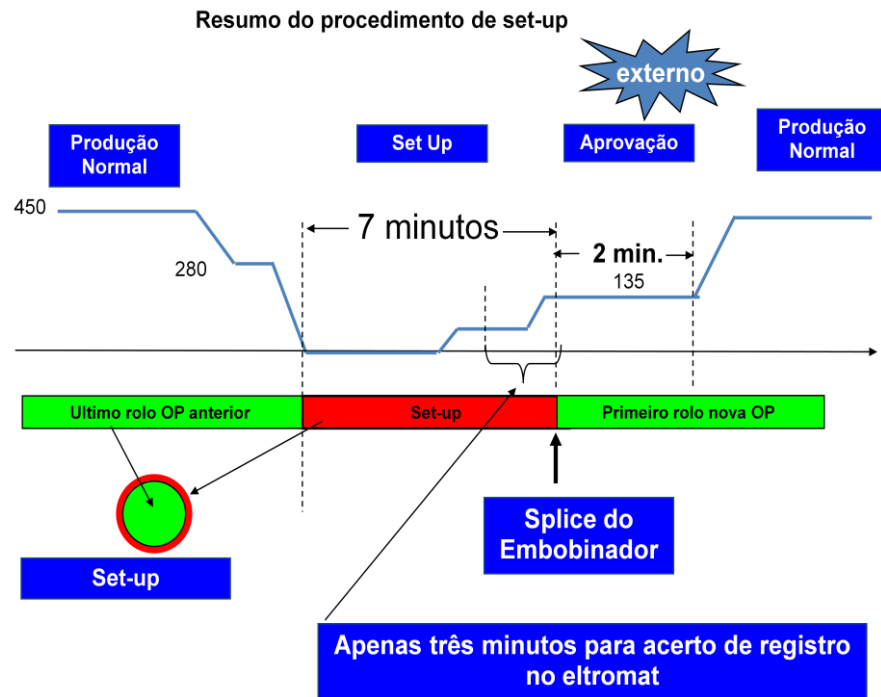 Resumo do procedimento de set-up
externo
Produção
Normal
Set Up
Aprovação
Produção
Normal
450
280
7 minutos
2 min.
135
Ultimo rolo OP anterior
Set-up
Primeiro rolo nova OP
Splice do
Embobinador
Set-up
Apenas três minutos para acerto de registro
no eltromat